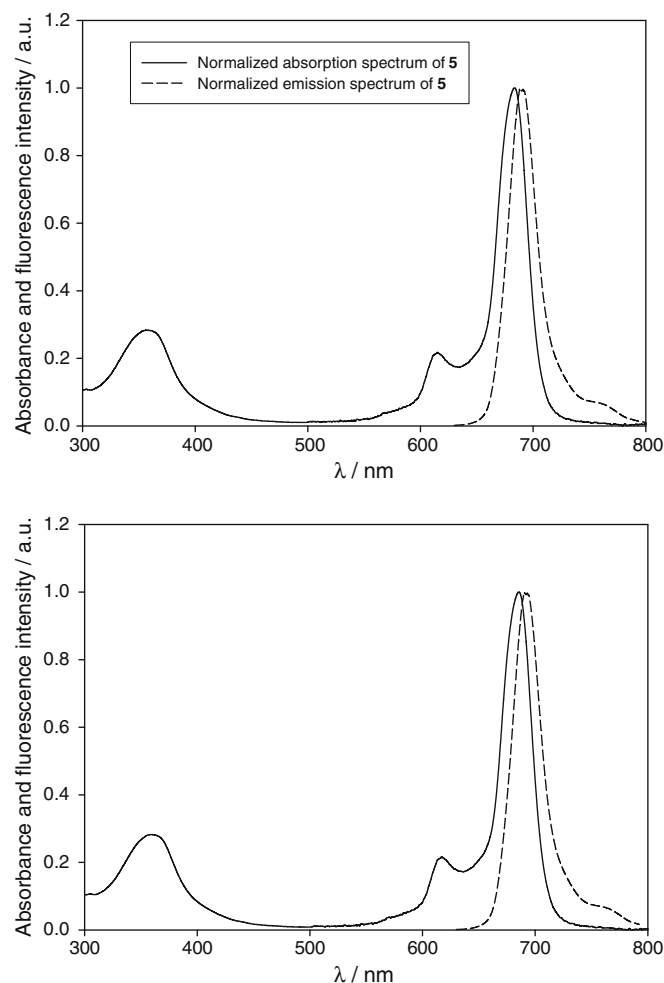 1.2
Normalized absorption spectrum of 5
Normalized emission spectrum of 5
1.0
0.8
0.6
0.4
0.2
0.0
Absorbance and fluorescence intensity / a.u.
300 400 500 600 700 800
λ / nm
1.2
1.0
0.8
0.6
0.4
0.2
0.0
Absorbance and fluorescence intensity / a.u.
300 400 500 600 700 800
λ / nm